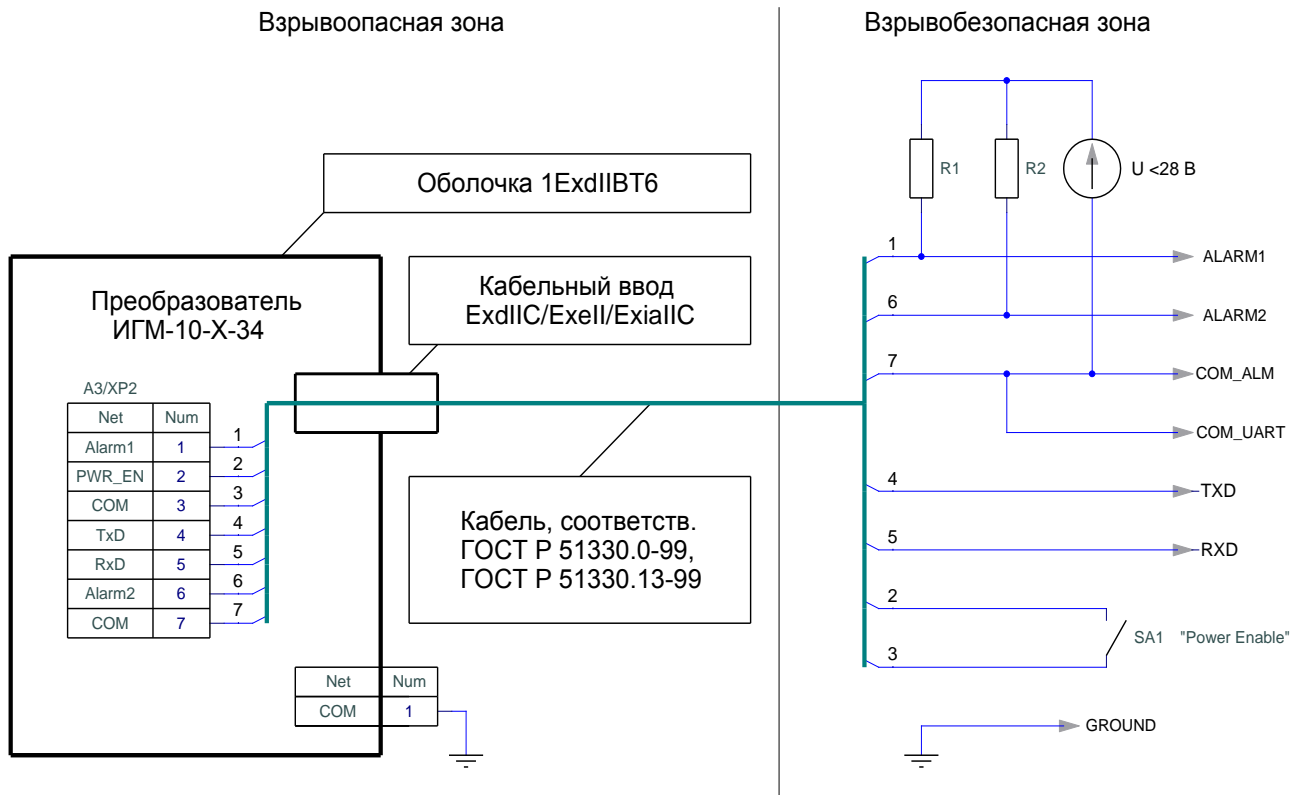 Взрывоопасная зона
Взрывобезопасная зона
R1
R2
U <28 В
Оболочка 1ExdIIBT6
Кабельный ввод
ExdIIC/ExeII/ExiaIIC
Преобразователь
ИГМ-10-Х-34
A3/XP2
Net Num
Alarm1 1 1
PWR_EN 2 2
COM 3 3
TxD 4 4
RxD 5 5
Alarm2 6 6
COM 7 7
Кабель, соответств.
ГОСТ Р 51330.0-99,
ГОСТ Р 51330.13-99
Net Num
COM 1
1 ALARM1
6 ALARM2
7 COM_ALM
COM_UART
4 TXD
5 RXD
2
SA1 "Power Enable"
3
GROUND